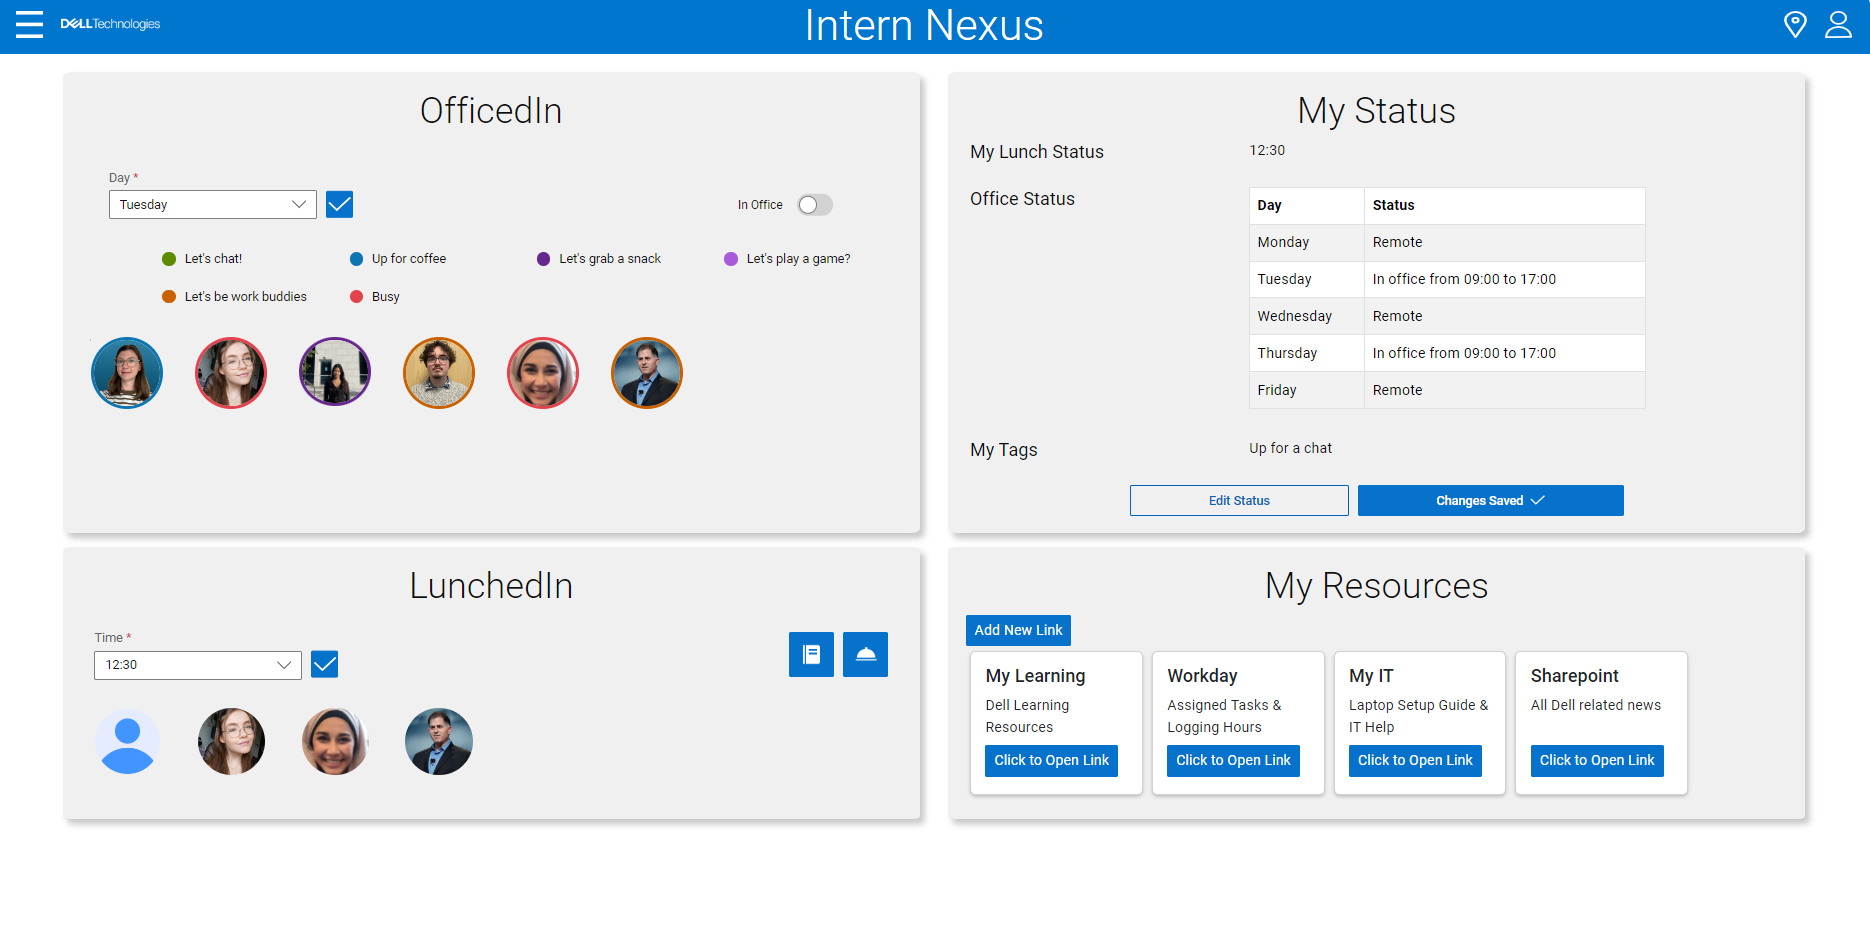 DELLTechnologies
Intern Nexus
OfficedIn
Day *
Tuesday
In Office
Let's chat!
Up for coffee
Let's grab a snack
Let's play a game?
Let's be work buddies
Busy
My Status
My Lunch Status
12:30
Office Status
Day Status
Monday Remote
Tuesday In office from 09:00 to 17:00
Wednesday Remote
Thursday In office from 09:00 to 17:00
Friday Remote
My Tags
Up for a chat
Edit Status
Changes Saved
LunchedIn
Time *
12:30
My Resources
Add New Link
My Learning
Dell Learning
Resources
Click to Open Link
Workday
Assigned Tasks &
Logging Hours
Click to Open Link
My IT
Laptop Setup Guide &
IT Help
Click to Open Link
Sharepoint
All Dell related news
Click to Open Link